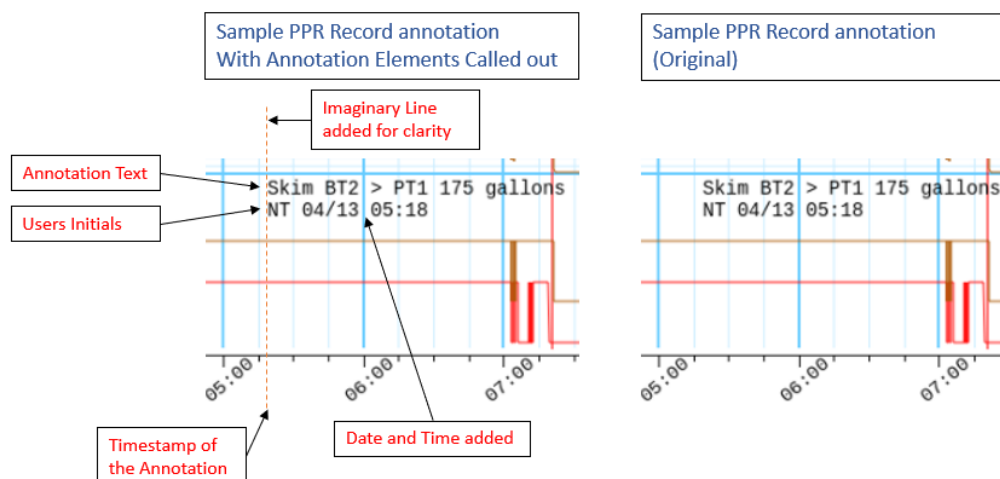 Sample PPR Record annotation
With Annotation Elements Called out
Sample PPR Record annotation
(Original)
Imaginary Line
added for clarity
Annotation Text
Users Initials
Skim BT2 > PT1 175 gallons
NT 04/13 05:18
Skim BT2 > PT1 175 gallons
NT 04/13 05:18
05:00
06:00
07:00
05:00
06:00
07:00
Timestamp of
the Annotation
Date and Time added